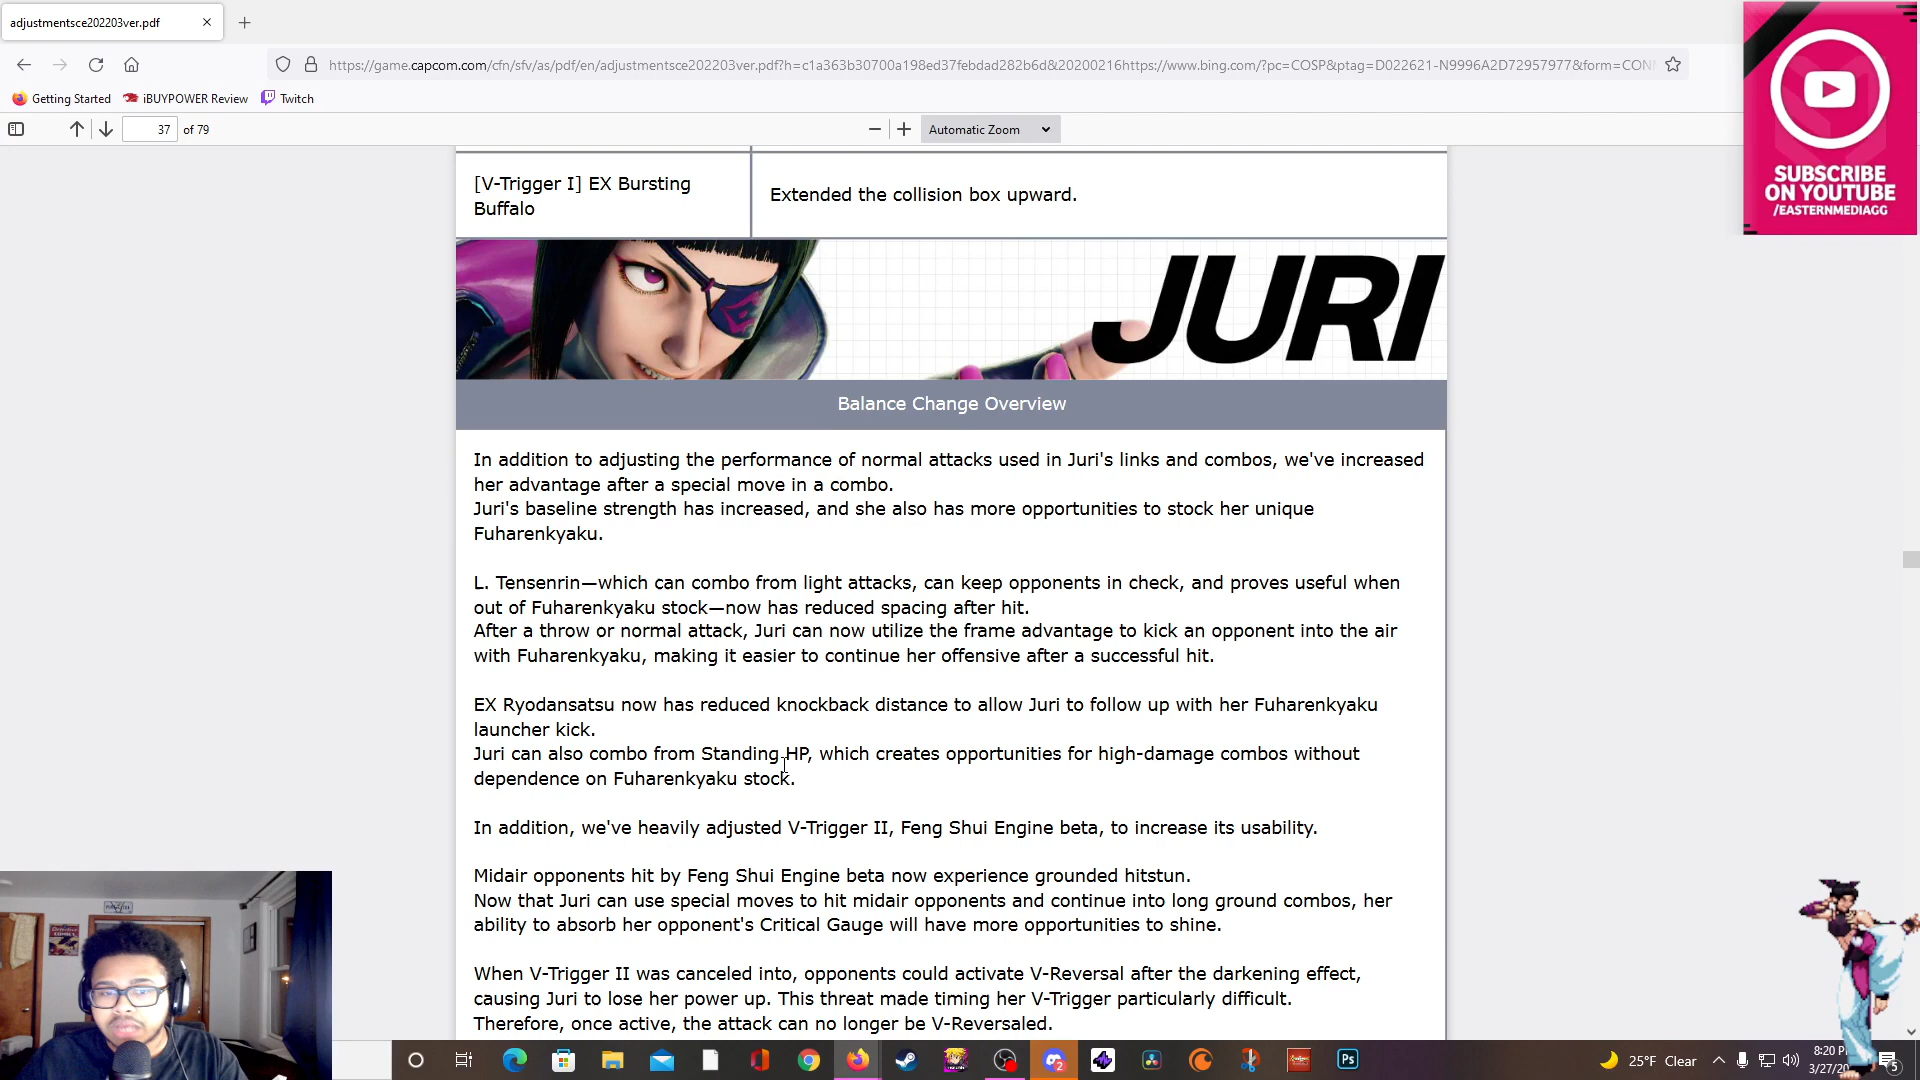 adjustmentsce202203ver.pdf
https://game.capcom.com/cfn/sfv/as/pdf/en/adjustmentsce202203ver.pdf?h=c1a363b30700a198ed37febdad282b6d&20200216https://www.bing.com/?pc=COSP&ptag=D022621-N9996A2D72957977&form=CON
Getting Started
iBUYPOWER Review
Twitch
37 of 79
Automatic Zoom
SUBSCRIBE
ON YOUTUBE
/EASTERNMEDIAGG
[V-Trigger I] EX Bursting
Buffalo
Extended the collision box upward.
JURI
Balance Change Overview
In addition to adjusting the performance of normal attacks used in Juri's links and combos, we've increased
her advantage after a special move in a combo.
Juri's baseline strength has increased, and she also has more opportunities to stock her unique
Fuharenkyaku.
L. Tensenrin—which can combo from light attacks, can keep opponents in check, and proves useful when
out of Fuharenkyaku stock—now has reduced spacing after hit.
After a throw or normal attack, Juri can now utilize the frame advantage to kick an opponent into the air
with Fuharenkyaku, making it easier to continue her offensive after a successful hit.
EX Ryodansatsu now has reduced knockback distance to allow Juri to follow up with her Fuharenkyaku
launcher kick.
Juri can also combo from Standing HP, which creates opportunities for high-damage combos without
dependence on Fuharenkyaku stock.
In addition, we've heavily adjusted V-Trigger II, Feng Shui Engine beta, to increase its usability.
Midair opponents hit by Feng Shui Engine beta now experience grounded hitstun.
Now that Juri can use special moves to hit midair opponents and continue into long ground combos, her
ability to absorb her opponent's Critical Gauge will have more opportunities to shine.
When V-Trigger II was canceled into, opponents could activate V-Reversal after the darkening effect,
causing Juri to lose her power up. This threat made timing her V-Trigger particularly difficult.
Therefore, once active, the attack can no longer be V-Reversaled.
2
Ps
25°F Clear
8:20 P
3/27/20
5